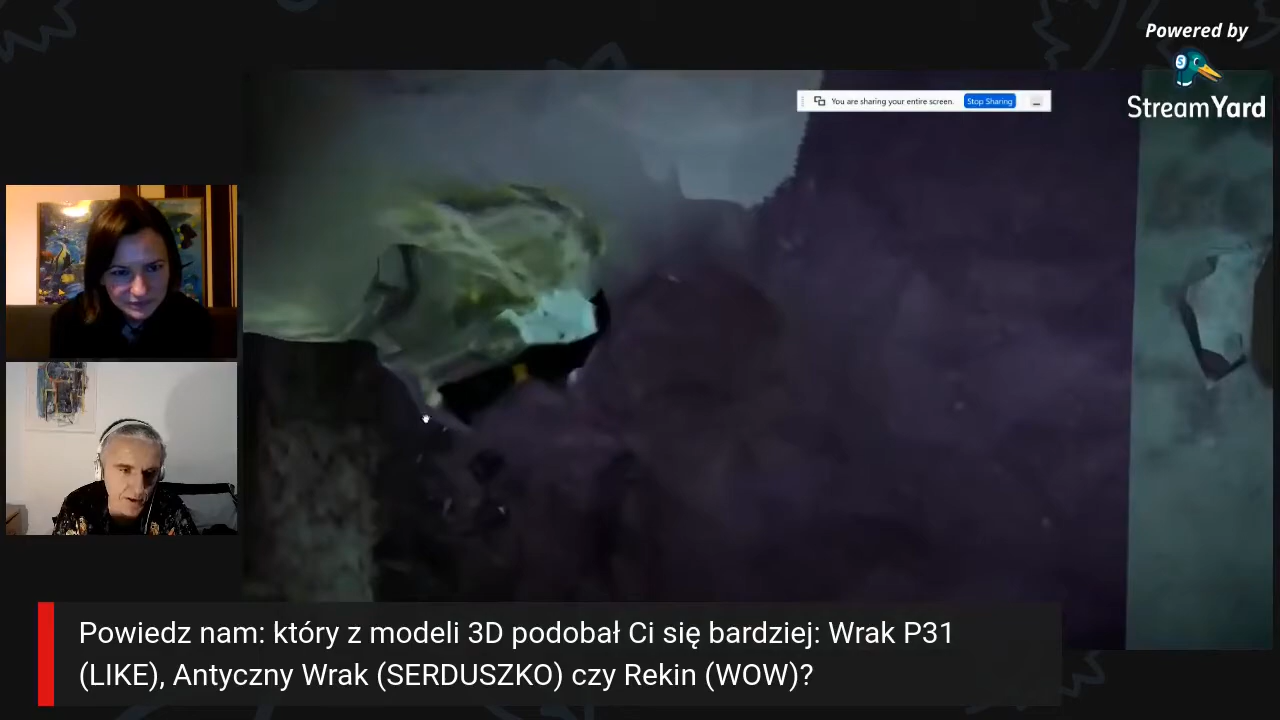 Powered by
StreamYard
You are sharing your entire screen.
Stop Sharing
Powiedz nam: który z modeli 3D podobał Ci się bardziej: Wrak P31
(LIKE), Antyczny Wrak (SERDUSZKO) czy Rekin (WOW)?